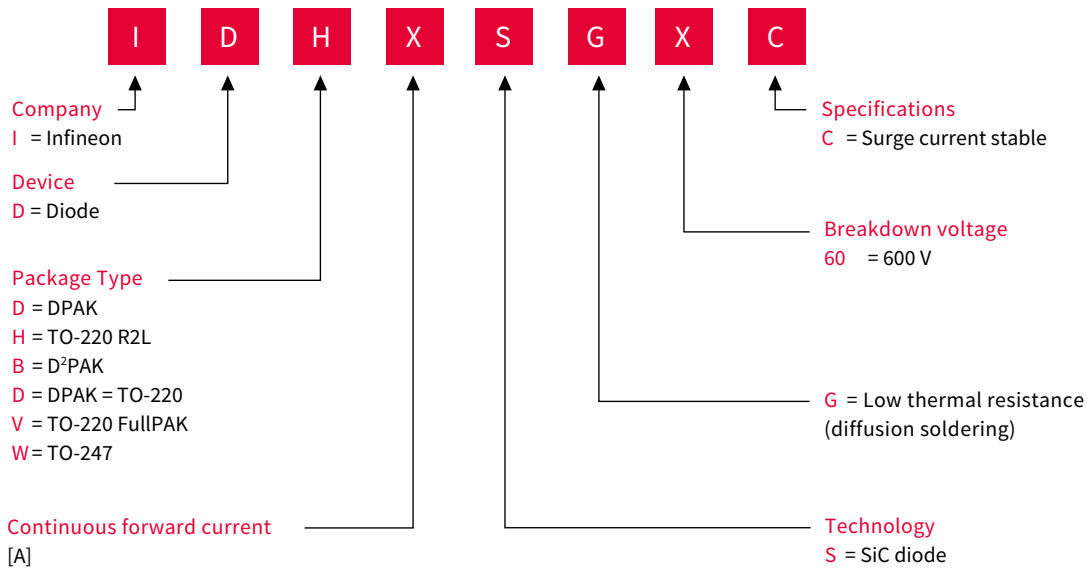 I D H X S G X C
Company
I = Infineon
Device
D = Diode
Package Type
D = DPAK
H = TO-220 R2L
B = D²PAK
D = DPAK = TO-220
V = TO-220 FullPAK
W= TO-247
Continuous forward current
[A]
Specifications
C = Surge current stable
Breakdown voltage
60 = 600 V
G = Low thermal resistance
(diffusion soldering)
Technology
S = SiC diode